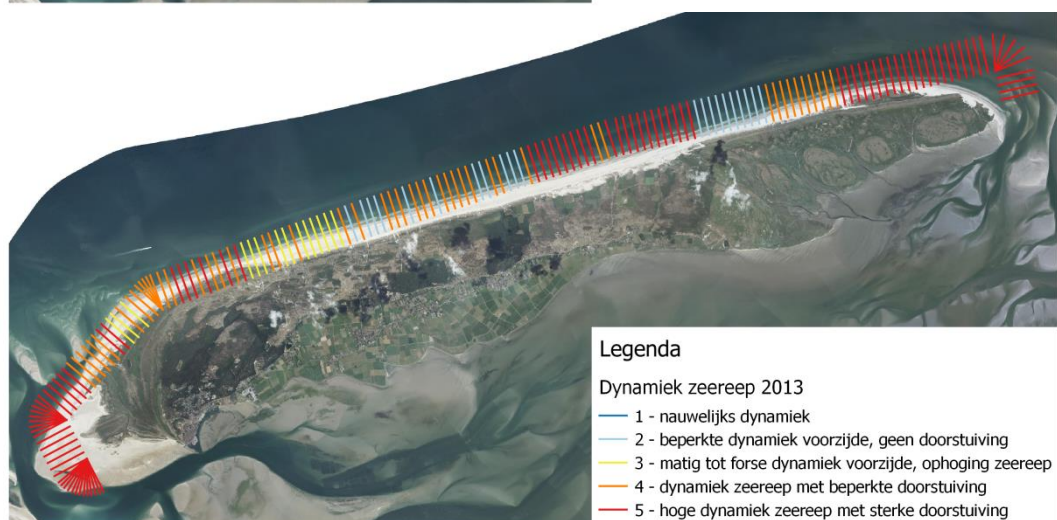 Legenda
Dynamiek zeereep 2013
1 - nauwelijks dynamiek
2 - beperkte dynamiek voorzijde, geen doorstuiving
3 - matig tot forse dynamiek voorzijde, ophoging zeereep
4 - dynamiek zeereep met beperkte doorstuiving
5 - hoge dynamiek zeereep met sterke doorstuiving